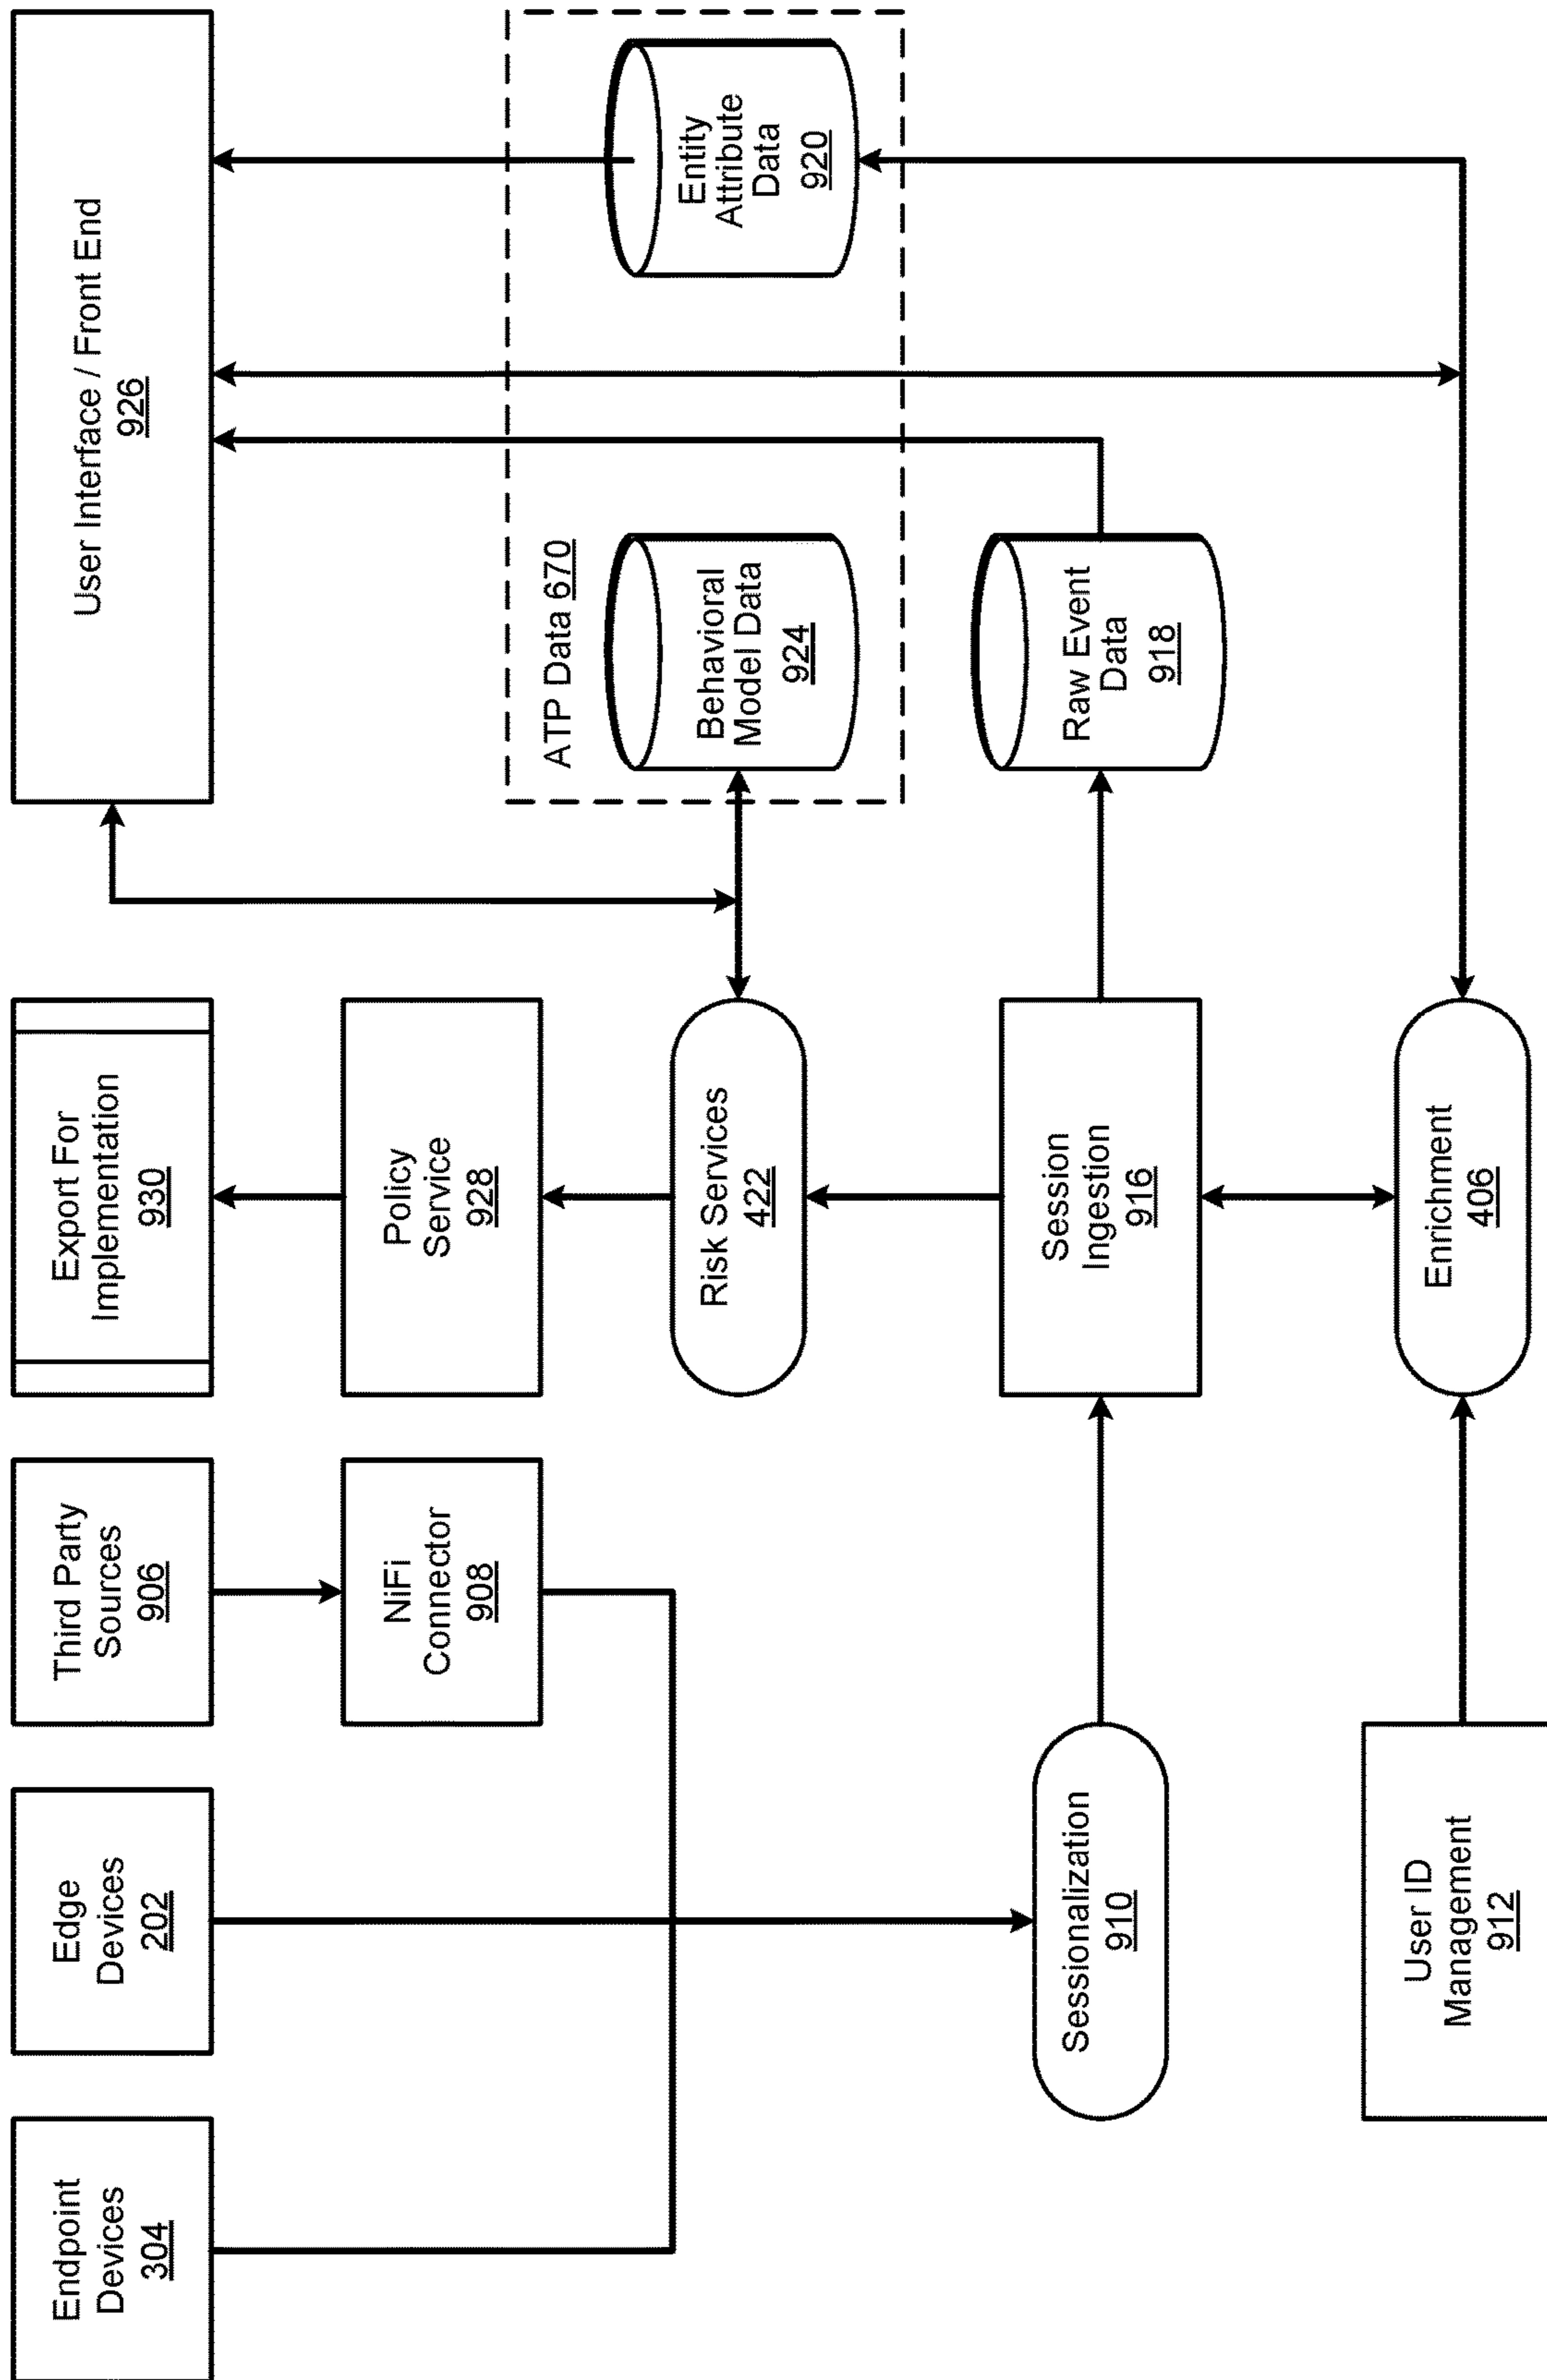 Endpoint
Devices
304
Edge
Devices
202
Third Party
Sources
906
Export For
Implementation
930
User Interface / Front End
926
NiFi
Connector
908
Policy
Service
928
ATP Data 670
Risk Services
422
Behavioral
Model Data
924
Entity
Attribute
Data
920
Sessionalization
910
Session
Ingestion
916
Raw Event
Data
918
User ID
Management
912
Enrichment
406